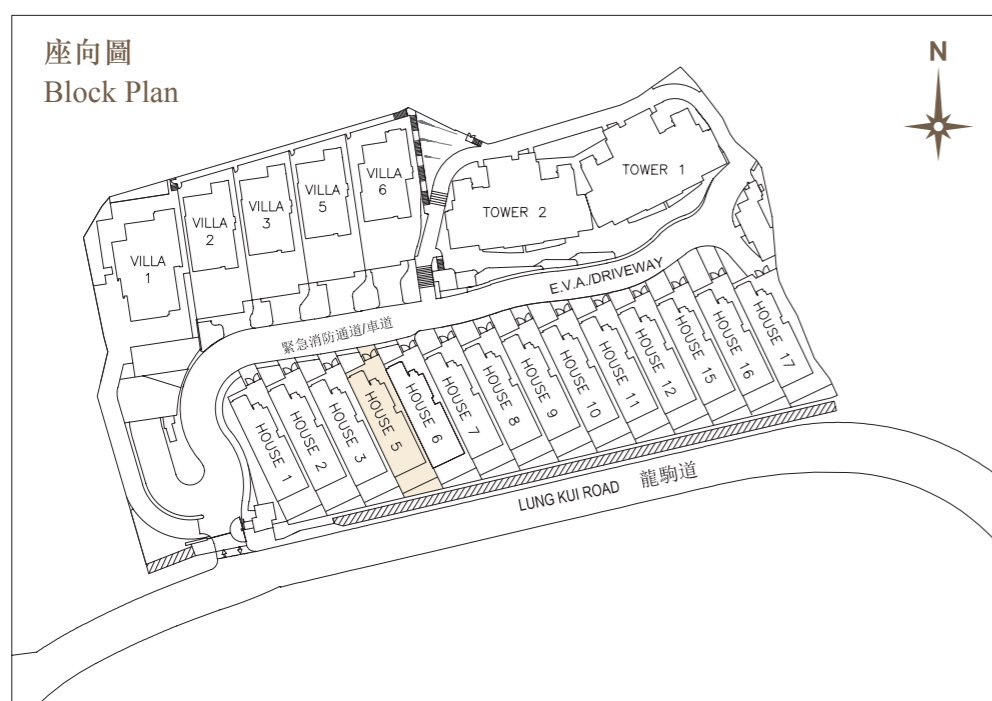 座向圖
Block Plan
N
VILLA
1
VILLA
2
VILLA
3
VILLA
5
VILLA
6
TOWER 2
TOWER 1
E.V.A./DRIVEWAY
緊急消防通道/車道
HOUSE 1
HOUSE 2
HOUSE 3
HOUSE 5
HOUSE 6
HOUSE 7
HOUSE 8
HOUSE 9
HOUSE 10
HOUSE 11
HOUSE 12
HOUSE 15
HOUSE 16
HOUSE 17
LUNG KUI ROAD 龍駒道